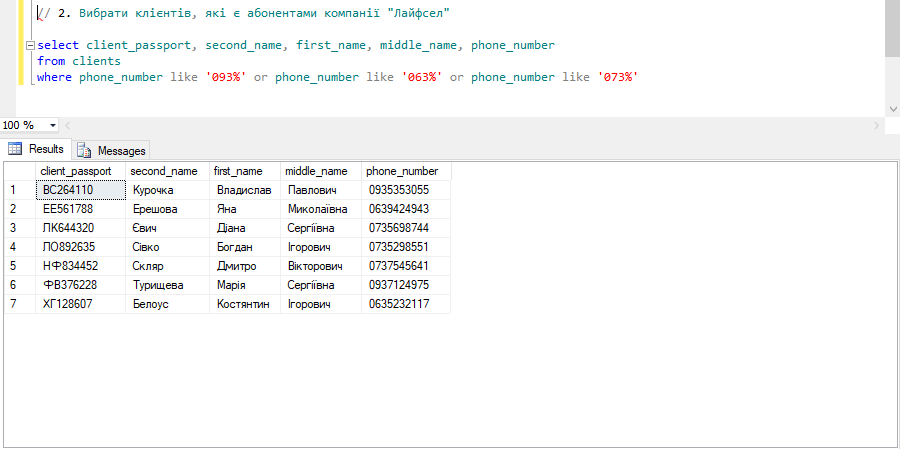 // 2. Вибрати клієнтів, які є абонентами компанії "Лайфсел"
select client_passport, second_name, first_name, middle_name, phone_number
from clients
where phone_number like '093%' or phone_number like '063%' or phone_number like '073%'
100 %
Results Messages
client_passport second_name first_name middle_name phone_number
1 ВС264110 Курочка Владислав Павлович 0935353055
2 ЕЕ561788 Ерешова Яна Миколаївна 0639424943
3 ЛК644320 Євич Діана Сергіївна 0735698744
4 ЛО892635 Сівко Богдан Ігорович 0735298551
5 НФ834452 Скляр Дмитро Вікторович 0737545641
6 ФВ376228 Турищева Марія Сергіївна 0937124975
7 ХГ128607 Белоус Костянтин Ігорович 0635232117